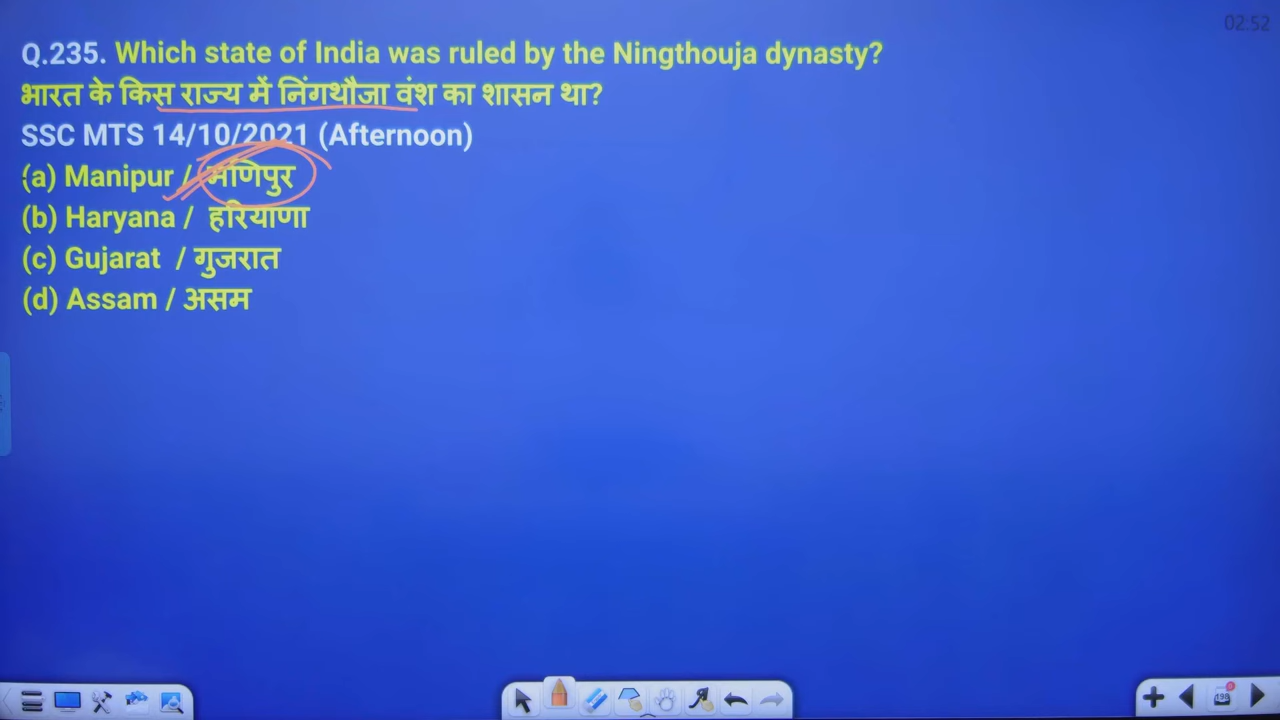 02:52
Q.235. Which state of India was ruled by the Ningthouja dynasty?
भारत के किस राज्य में निंगथौजा वंश का शासन था?
SSC MTS 14/10/2021 (Afternoon)
(a) Manipur / मणिपुर
(b) Haryana / हरियाणा
(c) Gujarat / गुजरात
(d) Assam / असम
138